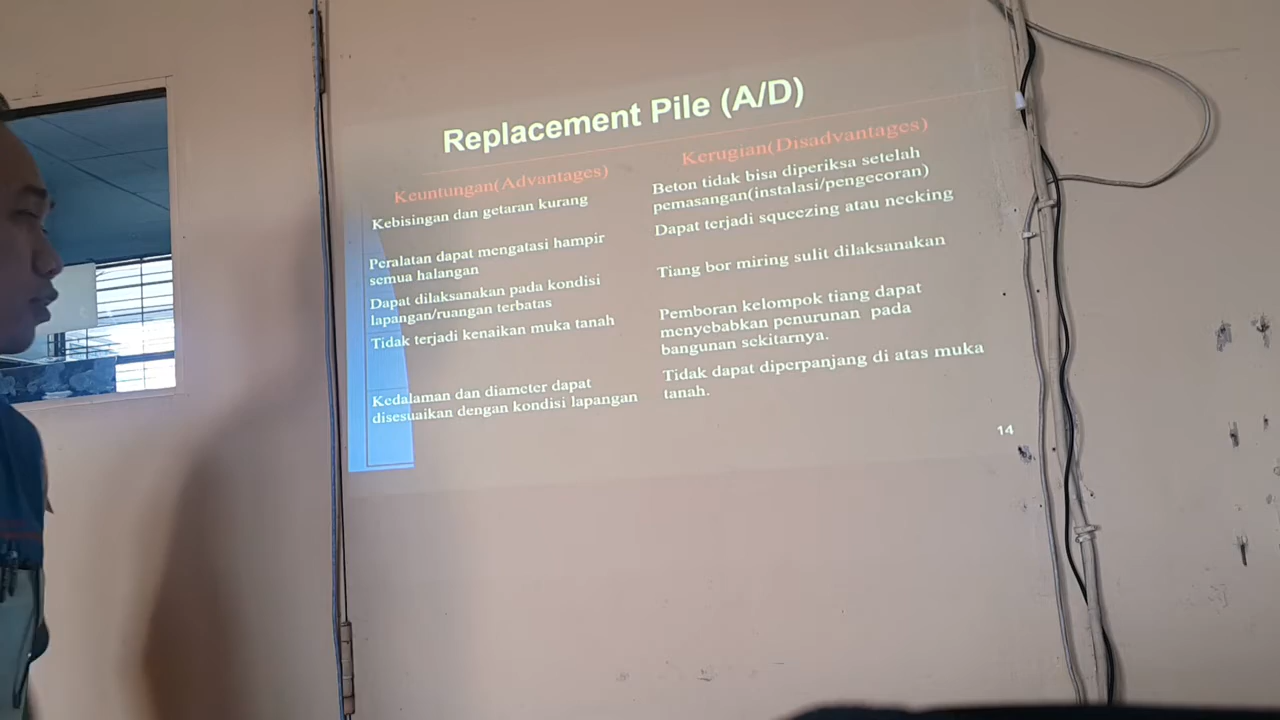 Replacement Pile (A/D)
Keuntungan(Advantages)
Kebisingan dan getaran kurang
Peralatan dapat mengatasi hampir
semua halangan
Dapat dilaksanakan pada kondisi
lapangan/ruangan terbatas
Tidak terjadi kenaikan muka tanah
Kedalaman dan diameter dapat
disesuaikan dengan kondisi lapangan
Kerugian(Disadvantages)
Beton tidak bisa diperiksa setelah
pemasangan(instalasi/pengecoran)
Dapat terjadi squeezing atau necking
Tiang bor miring sulit dilaksanakan
Pemboran kelompok tiang dapat
menyebabkan penurunan pada
bangunan sekitarnya.
Tidak dapat diperpanjang di atas muka
tanah.
14